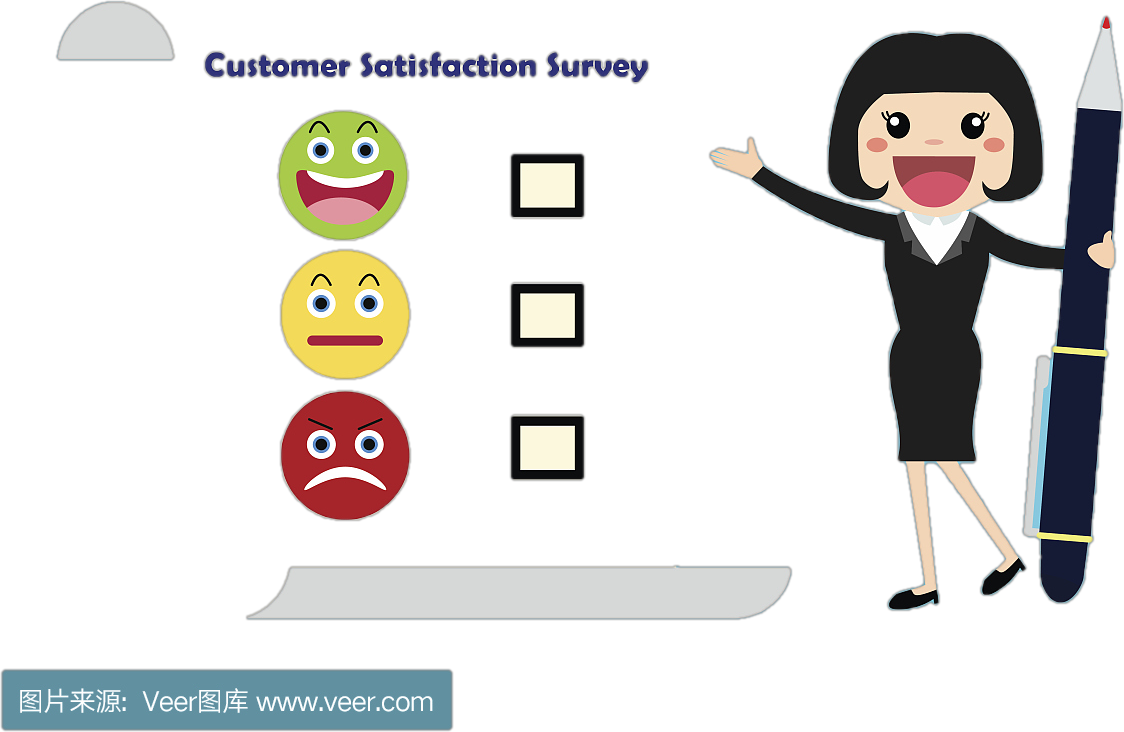 Customer Satisfaction Survey
图片来源: Veer图库 www.veer.com